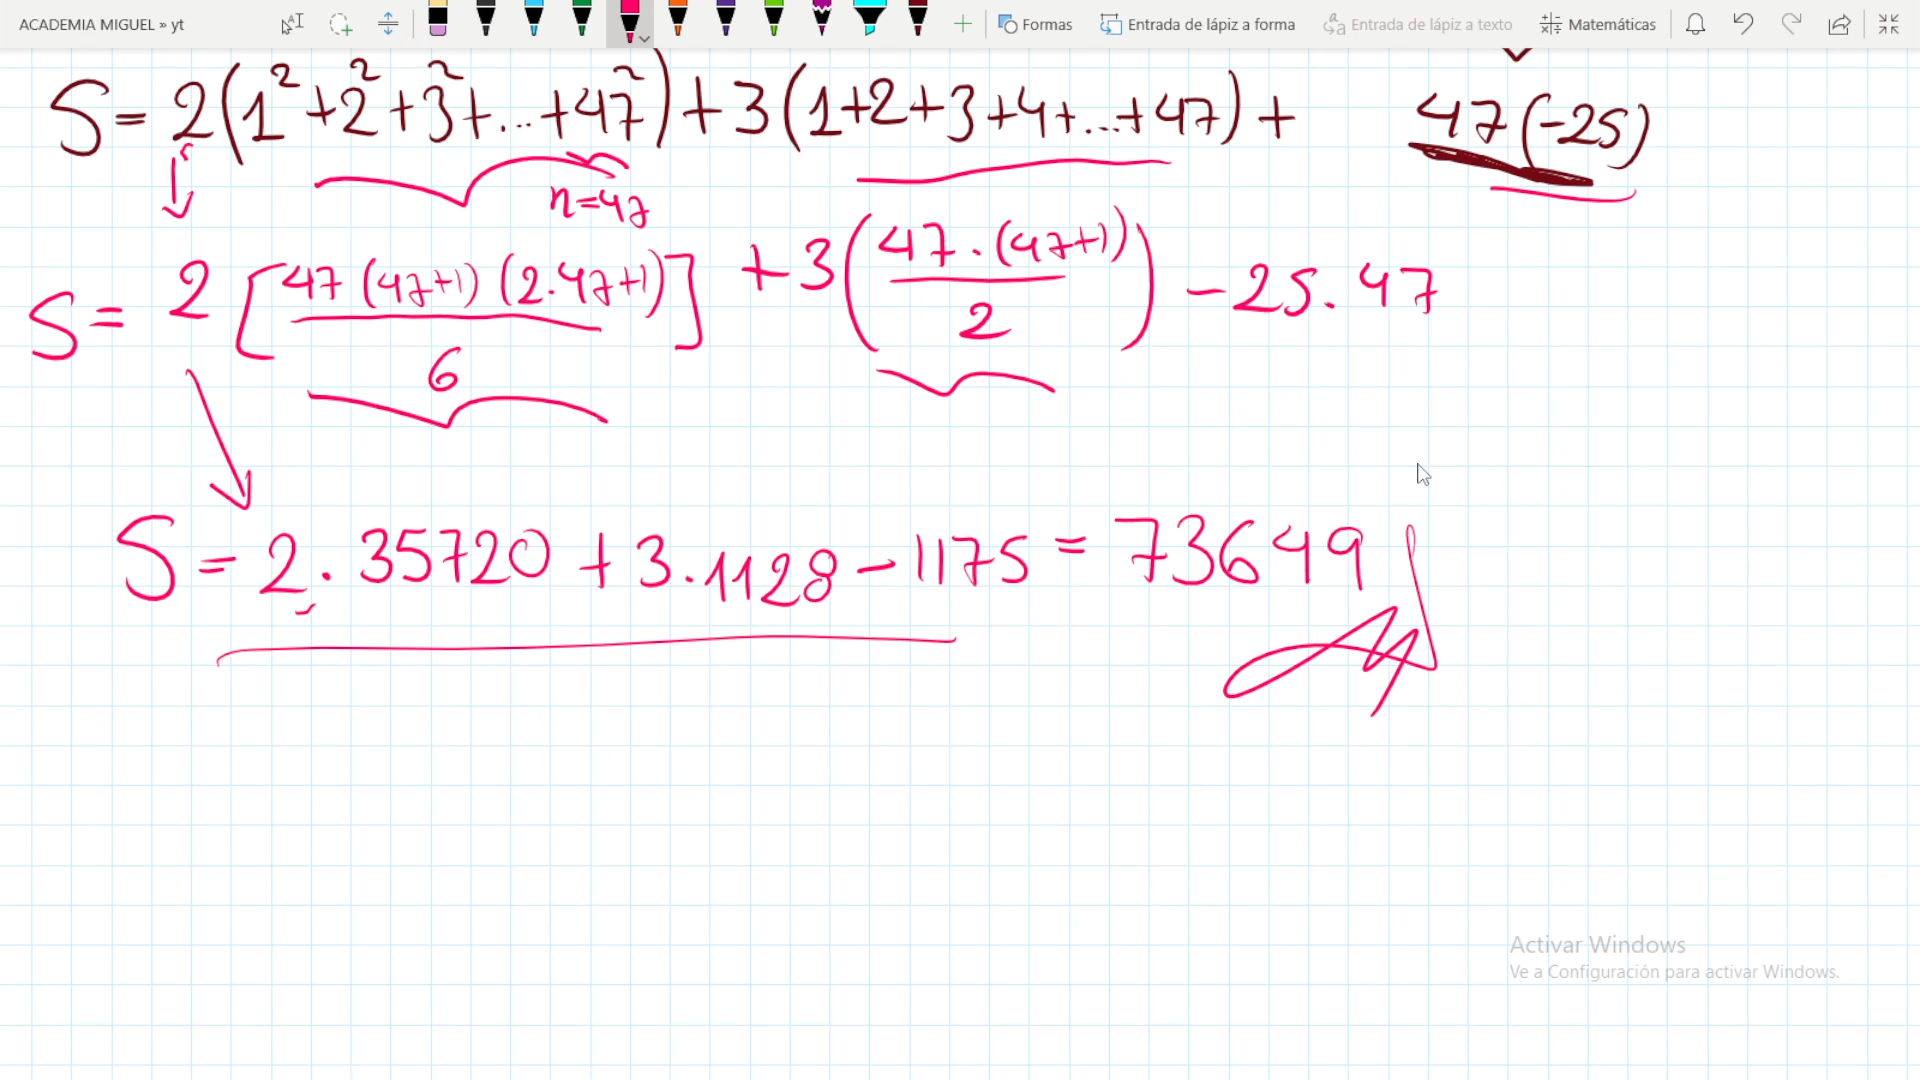 ACADEMIA MIGUEL » yt
Formas
Entrada de lápiz a forma
Entrada de lápiz a texto
Matemáticas
S = 2(1² + 2² + 3² + ... + 47²) + 3(1+2+3+4+...+47) + 47(-25)
n=47
S = 2 [47(47+1)(2.47+1)/6] + 3(47.(47+1)/2) - 25.47
S = 2. 35720 + 3.1128 - 1175 = 73649
Activar Windows
Ve a Configuración para activar Windows.